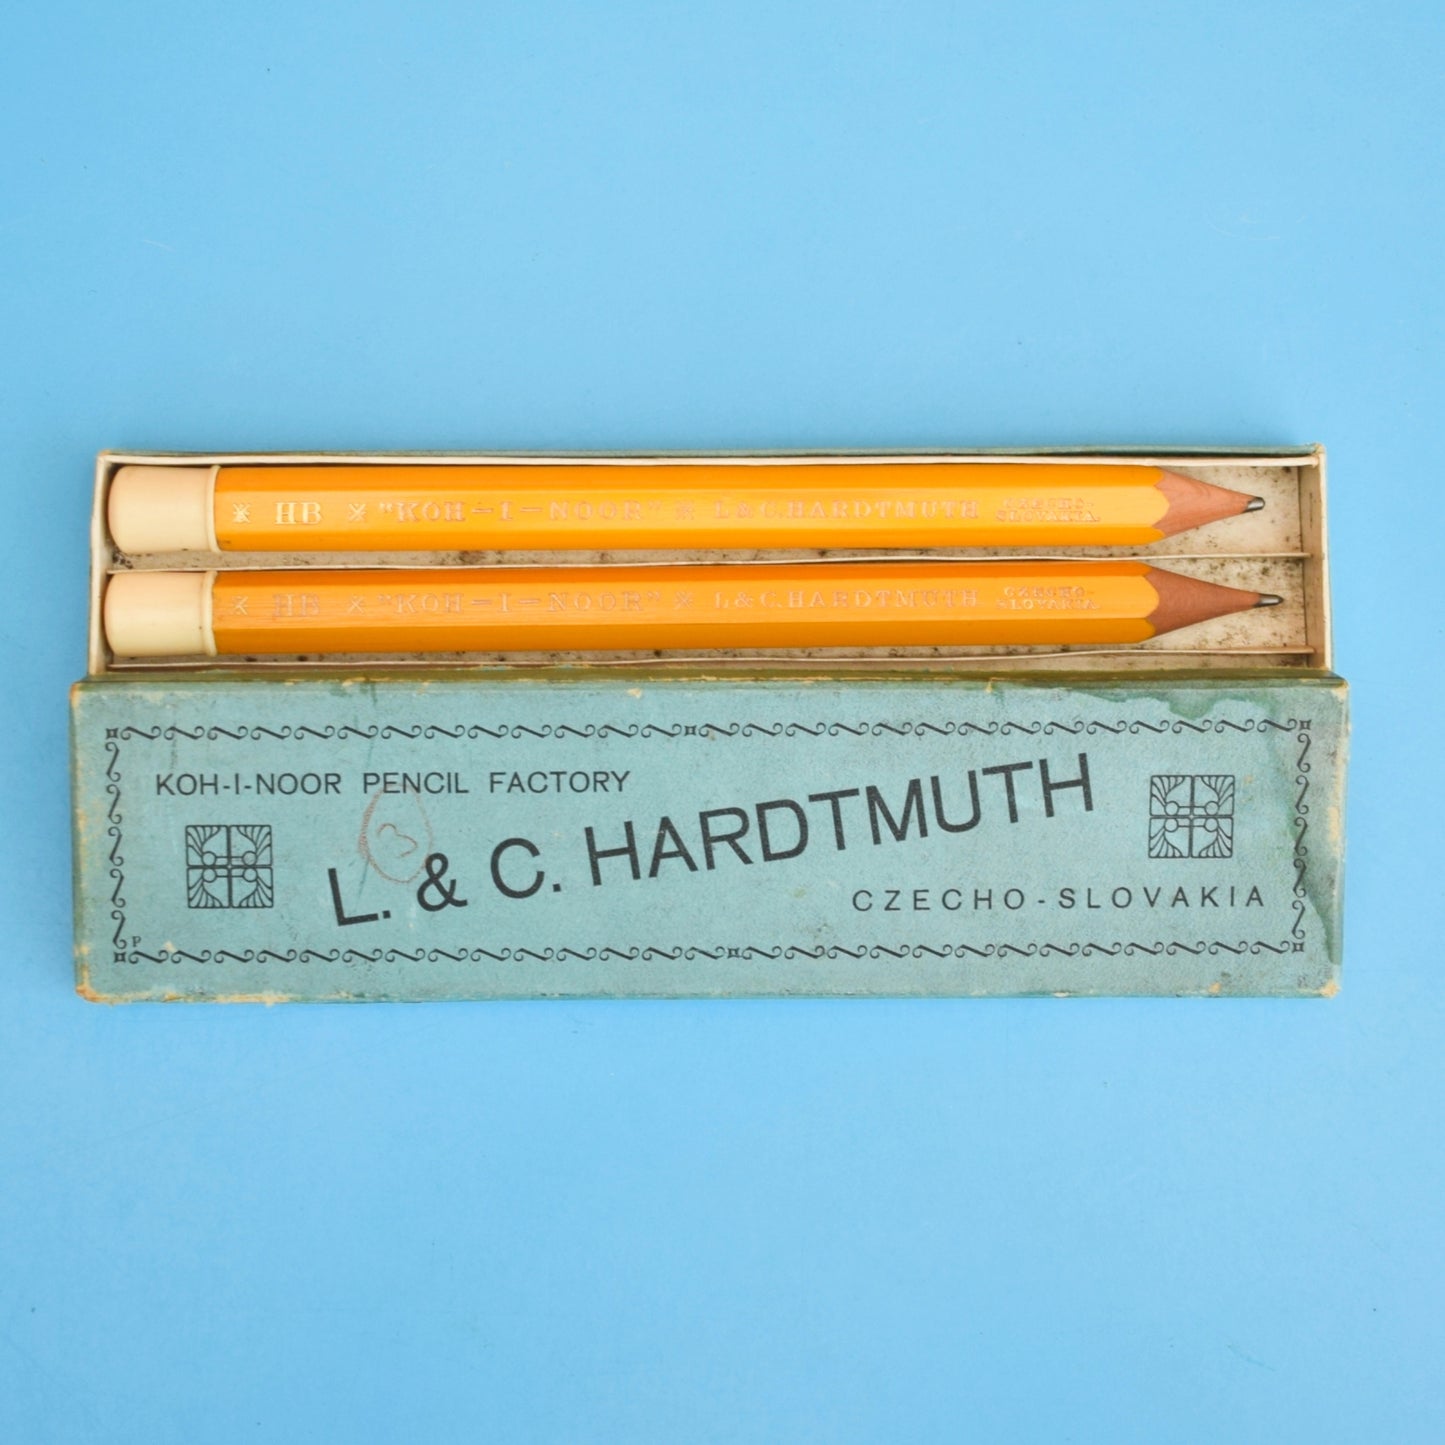 HB "KOH-I-NOOR" L&C.HARDTMUTH CZECHO-
SLOVAKIA.
HB "KOH-I-NOOR" L&C.HARDTMUTH CZECHO-
SLOVAKIA.
KOH-I-NOOR PENCIL FACTORY
3
L. & C. HARDTMUTH
CZECHO-SLOVAKIA
P